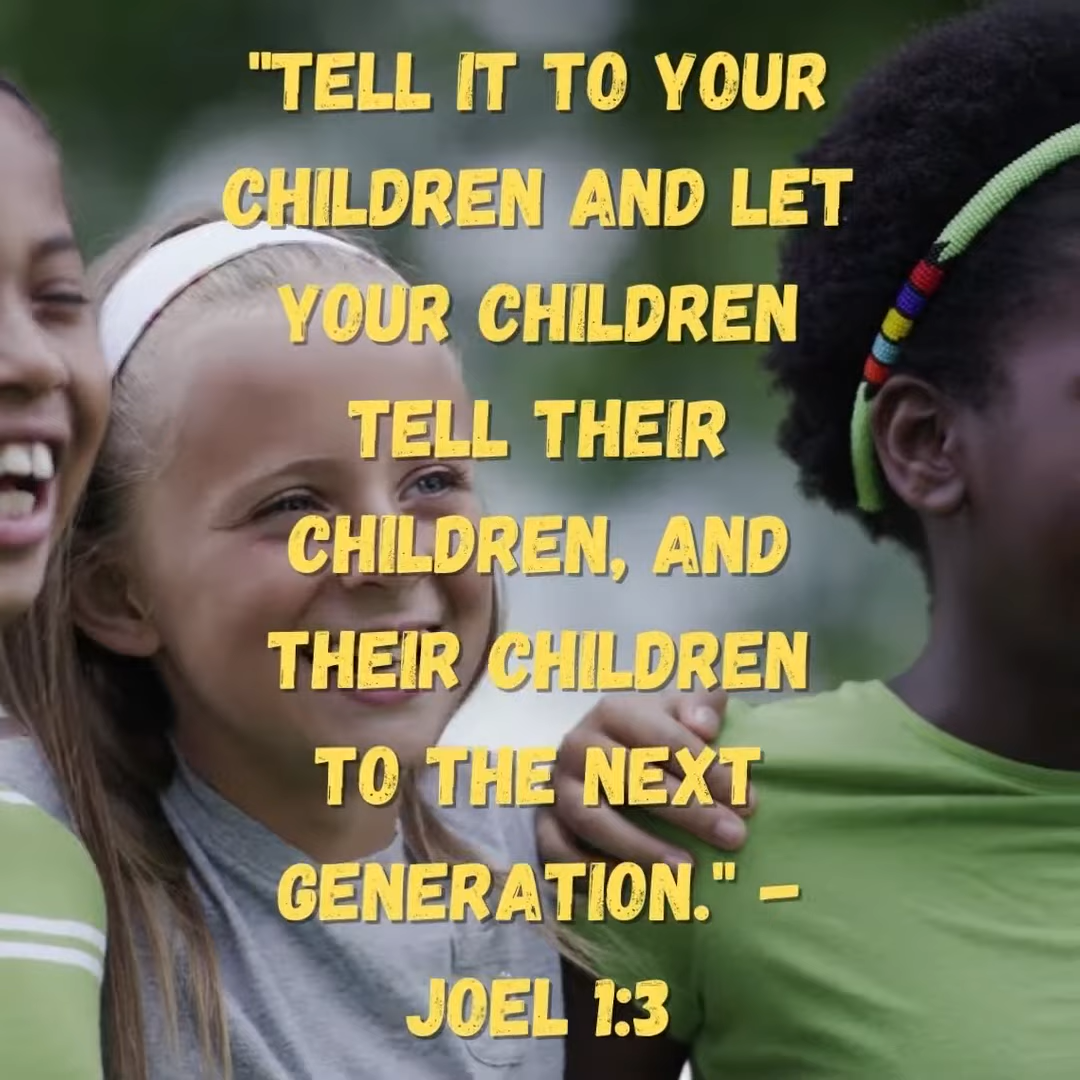 "TELL IT TO YOUR
CHILDREN AND LET
YOUR CHILDREN
TELL THEIR
CHILDREN, AND
THEIR CHILDREN
TO THE NEXT
GENERATION." –
JOEL 1:3